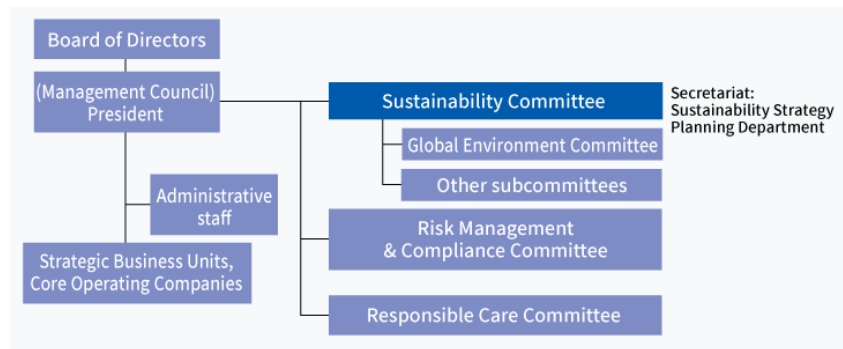 Board of Directors
(Management Council)
President
Sustainability Committee
Secretariat:
Sustainability Strategy
Planning Department
Global Environment Committee
Other subcommittees
Administrative
staff
Risk Management
& Compliance Committee
Strategic Business Units,
Core Operating Companies
Responsible Care Committee